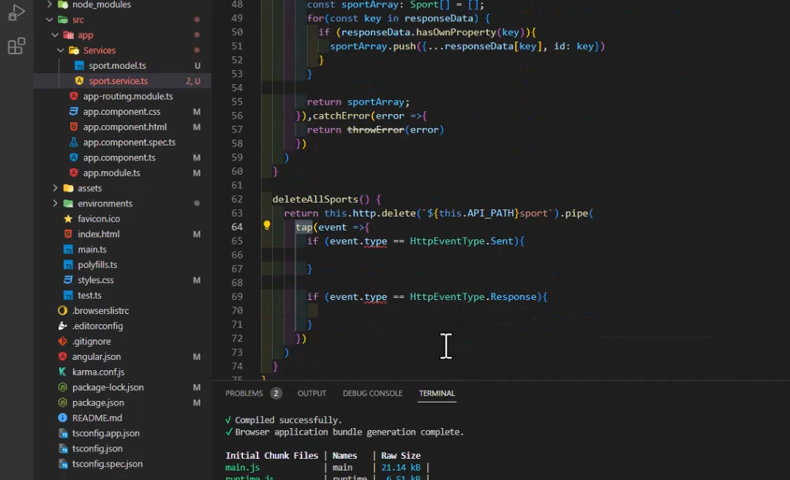 node_modules
src
app
Services
sport.model.ts U
sport.service.ts 2, U
app-routing.module.ts M
app.component.css M
app.component.html M
app.component.spec.ts
app.component.ts M
app.module.ts M
assets
environments
favicon.ico
index.html M
main.ts
polyfills.ts
styles.css M
test.ts
.browserslistrc
.editorconfig
.gitignore
angular.json M
karma.conf.js
package-lock.json M
package.json M
README.md
tsconfig.app.json
tsconfig.json
tsconfig.spec.json
48 const sportArray: Sport[] = [];
49 for(const key in responseData) {
50 if (responseData.hasOwnProperty(key)){
51 sportArray.push({...responseData[key], id: key})
52 }
53 }
54
55 return sportArray;
56 }),catchError(error =>{
57 return throwError(error)
58 })
59 )
60 }
61
62 deleteAllSports() {
63 return this.http.delete(`${this.API_PATH}sport`).pipe(
64 tap(event =>{
65 if (event.type == HttpEventType.Sent){
66
67 }
68
69 if (event.type == HttpEventType.Response){
70
71 }
72 })
73 )
74 }
75 }
PROBLEMS 2 OUTPUT DEBUG CONSOLE TERMINAL
✓ Compiled successfully.
✓ Browser application bundle generation complete.
Initial Chunk Files | Names | Raw Size
main.js | main | 21.14 kB |
runtime.js | runtime | 6.51 kB |